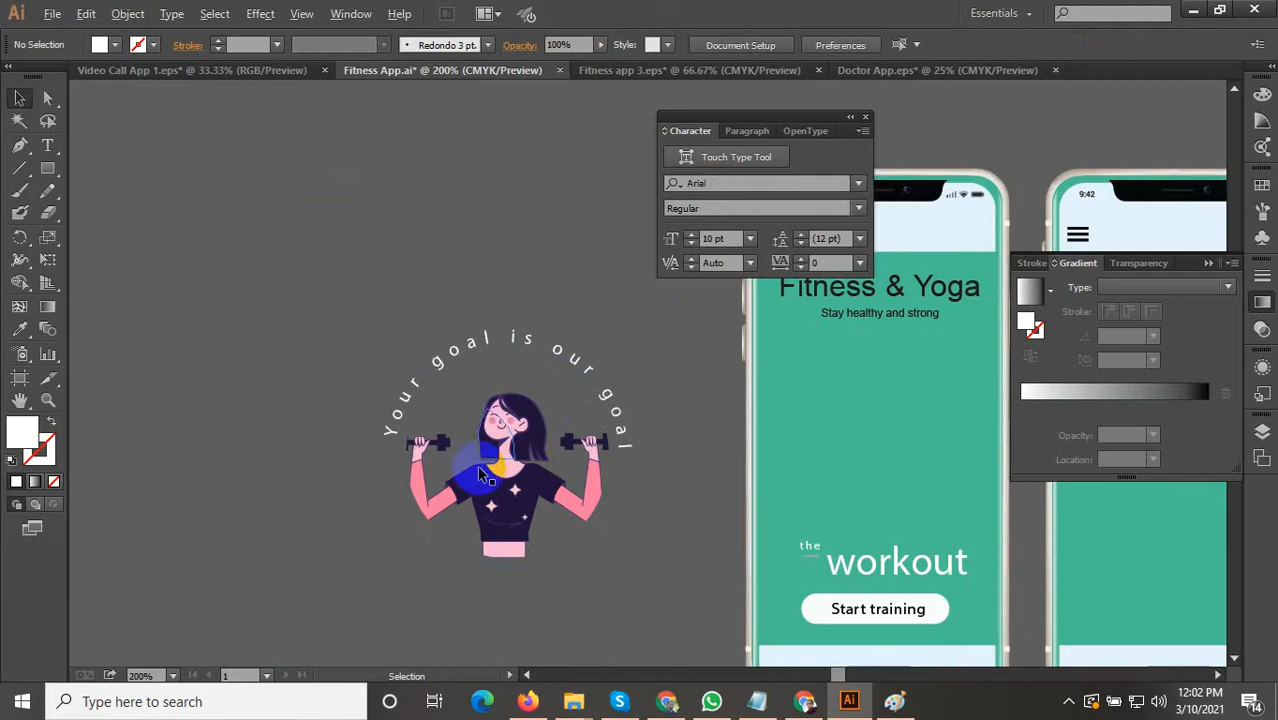 Ai File Edit Object Type Select Effect View Window Help Br Essentials
No Selection Stroke: Redondo 3 pt. Opacity: 100% Style: Document Setup Preferences
Video Call App 1.eps* @ 33.33% (RGB/Preview) Fitness App.ai* @ 200% (CMYK/Preview) Fitness app 3.eps* @ 66.67% (CMYK/Preview) Doctor App.eps* @ 25% (CMYK/Preview)
Character Paragraph OpenType
Touch Type Tool
Arial
Regular
10 pt (12 pt)
Auto 0
9:42
Stroke Gradient Transparency
Type:
Stroke:
Opacity:
Location:
Fitness & Yoga
Stay healthy and strong
Your goal is our goal
the
workout
Start training
200% 1 Selection
Type here to search
12:02 PM
3/10/2021
14